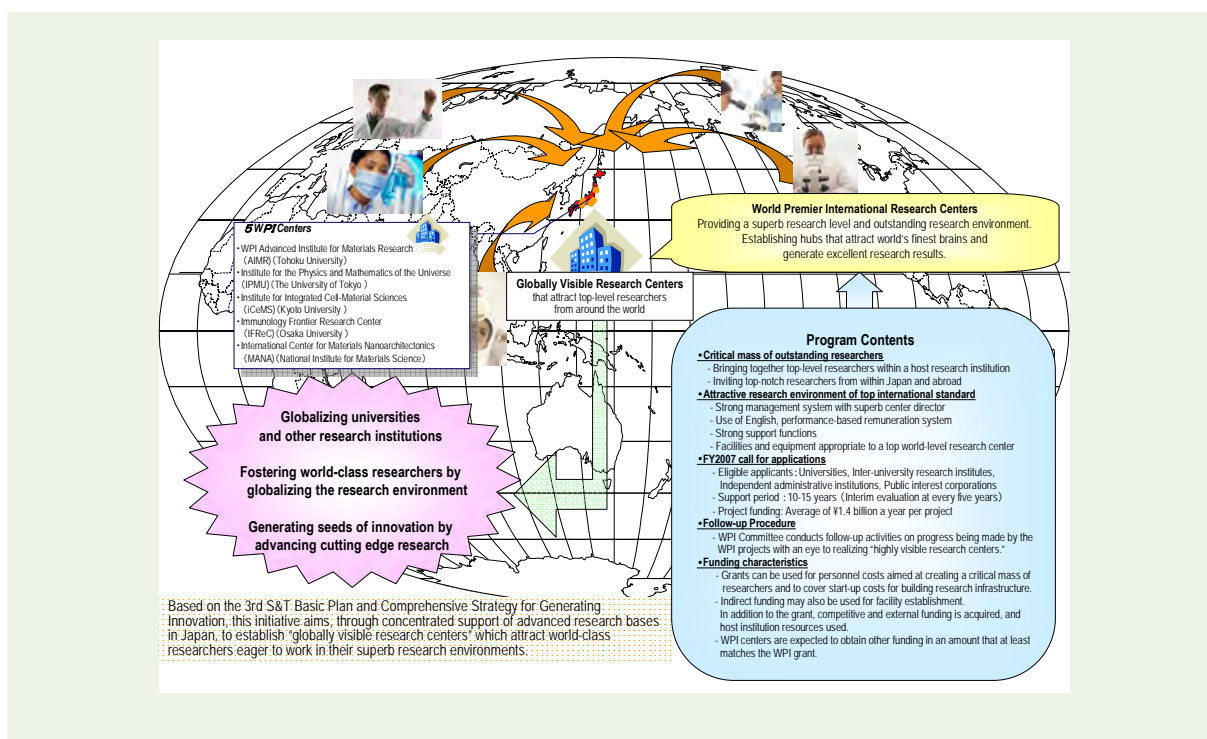 5 WPI Centers
・WPI Advanced Institute for Materials Research
(AIMR) (Tohoku University)
・Institute for the Physics and Mathematics of the Universe
(IPMU) (The University of Tokyo )
・Institute for Integrated Cell-Material Sciences
(iCeMS) (Kyoto University )
・Immunology Frontier Research Center
(IFReC) (Osaka University )
・International Center for Materials Nanoarchitectonics
(MANA) (National Institute for Materials Science)
Globally Visible Research Centers
that attract top-level researchers
from around the world
World Premier International Research Centers
Providing a superb research level and outstanding research environment.
Establishing hubs that attract world's finest brains and
generate excellent research results.
Globalizing universities
and other research institutions
Fostering world-class researchers by
globalizing the research environment
Generating seeds of innovation by
advancing cutting edge research
Program Contents
•Critical mass of outstanding researchers
- Bringing together top-level researchers within a host research institution
- Inviting top-notch researchers from within Japan and abroad
•Attractive research environment of top international standard
- Strong management system with superb center director
- Use of English, performance-based remuneration system
- Strong support functions
- Facilities and equipment appropriate to a top world-level research center
•FY2007 call for applications
- Eligible applicants : Universities, Inter-university research institutes,
Independent administrative institutions, Public interest corporations
- Support period : 10-15 years (Interim evaluation at every five years)
- Project funding: Average of ¥1.4 billion a year per project
•Follow-up Procedure
- WPI Committee conducts follow-up activities on progress being made by the
WPI projects with an eye to realizing "highly visible research centers."
•Funding characteristics
- Grants can be used for personnel costs aimed at creating a critical mass of
researchers and to cover start-up costs for building research infrastructure.
- Indirect funding may also be used for facility establishment.
In addition to the grant, competitive and external funding is acquired, and
host institution resources used.
- WPI centers are expected to obtain other funding in an amount that at least
matches the WPI grant.
Based on the 3rd S&T Basic Plan and Comprehensive Strategy for Generating
Innovation, this initiative aims, through concentrated support of advanced research bases
in Japan, to establish "globally visible research centers" which attract world-class
researchers eager to work in their superb research environments.